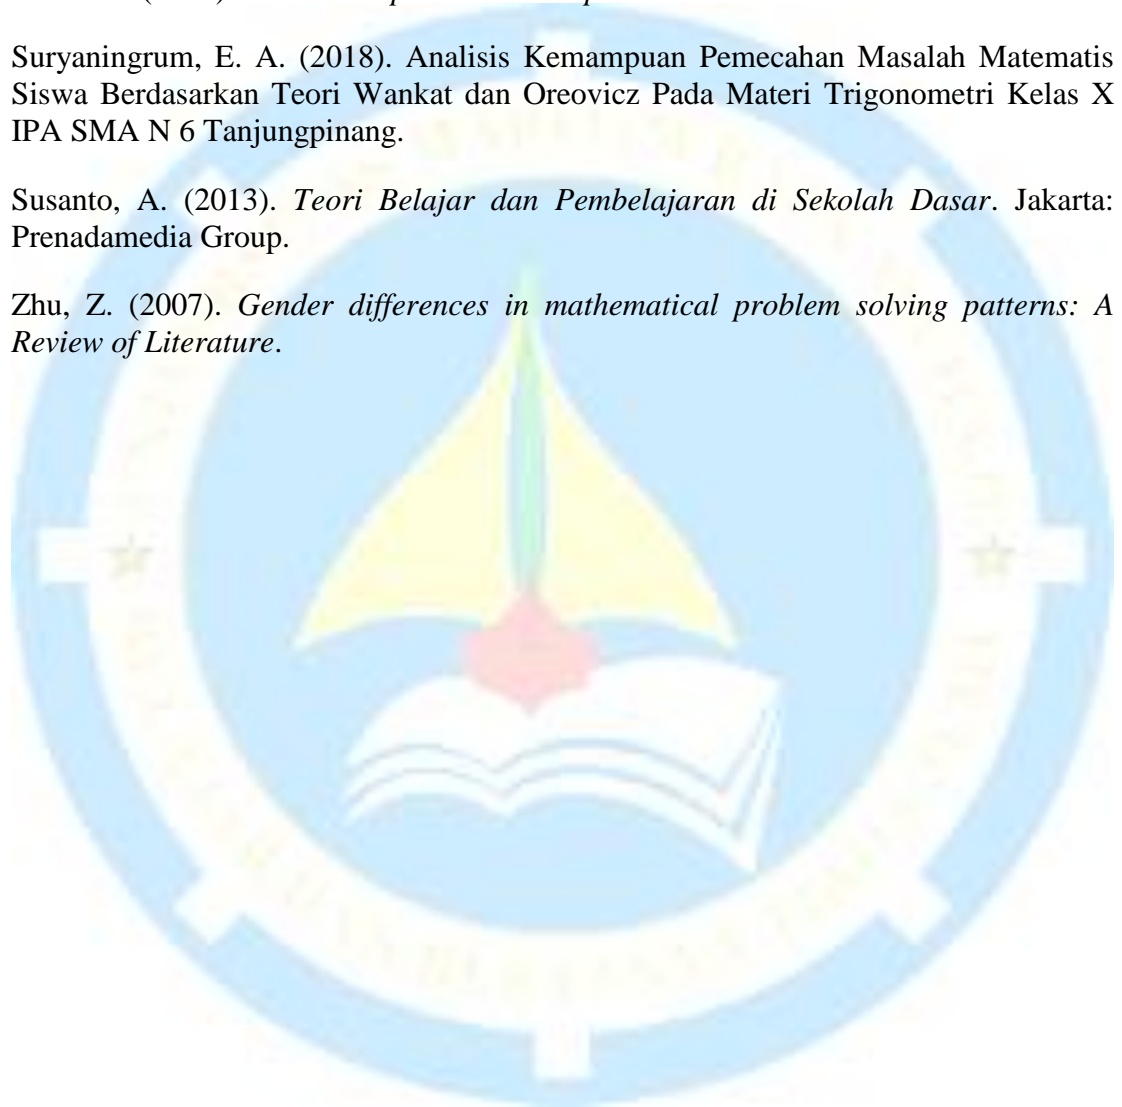 Suryaningrum, E. A. (2018). Analisis Kemampuan Pemecahan Masalah Matematis
Siswa Berdasarkan Teori Wankat dan Oreovicz Pada Materi Trigonometri Kelas X
IPA SMA N 6 Tanjungpinang.
Susanto, A. (2013). Teori Belajar dan Pembelajaran di Sekolah Dasar. Jakarta:
Prenadamedia Group.
Zhu, Z. (2007). Gender differences in mathematical problem solving patterns: A
Review of Literature.